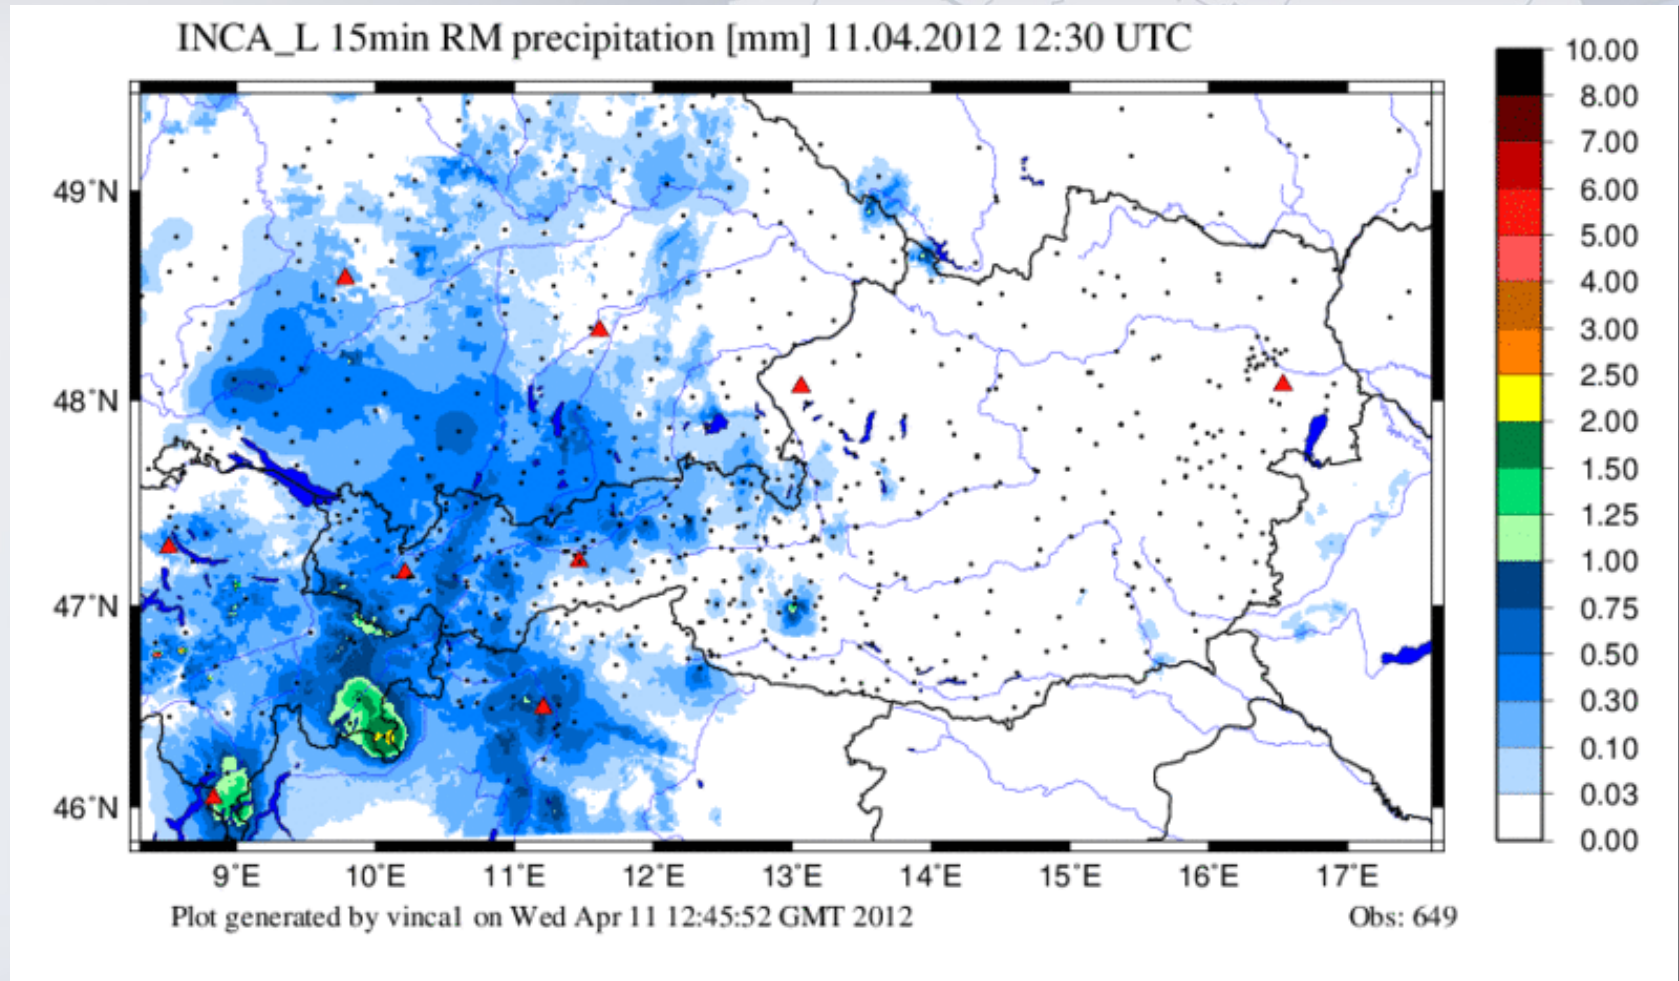 INCA_L 15min RM precipitation [mm] 11.04.2012 12:30 UTC
10.00
8.00
7.00
6.00
5.00
4.00
3.00
2.50
2.00
1.50
1.25
1.00
0.75
0.50
0.30
0.10
0.03
0.00
49°N
48°N
47°N
46°N
9°E 10°E 11°E 12°E 13°E 14°E 15°E 16°E 17°E
Plot generated by vinca1 on Wed Apr 11 12:45:52 GMT 2012 Obs: 649